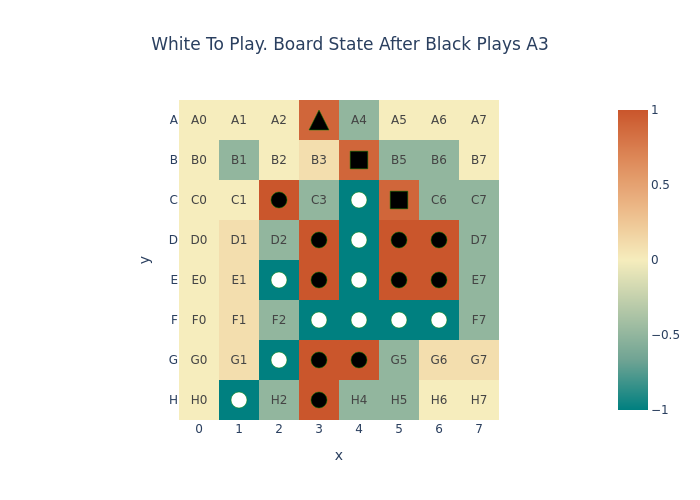 White To Play. Board State After Black Plays A3
A A0 A1 A2 A4 A5 A6 A7
B B0 B1 B2 B3 B5 B6 B7
C C0 C1 C3 C6 C7
D D0 D1 D2 D7
E E0 E1 E7
F F0 F1 F2 F7
G G0 G1 G5 G6 G7
H H0 H2 H4 H5 H6 H7
0 1 2 3 4 5 6 7
x
y
1
0.5
0
−0.5
−1